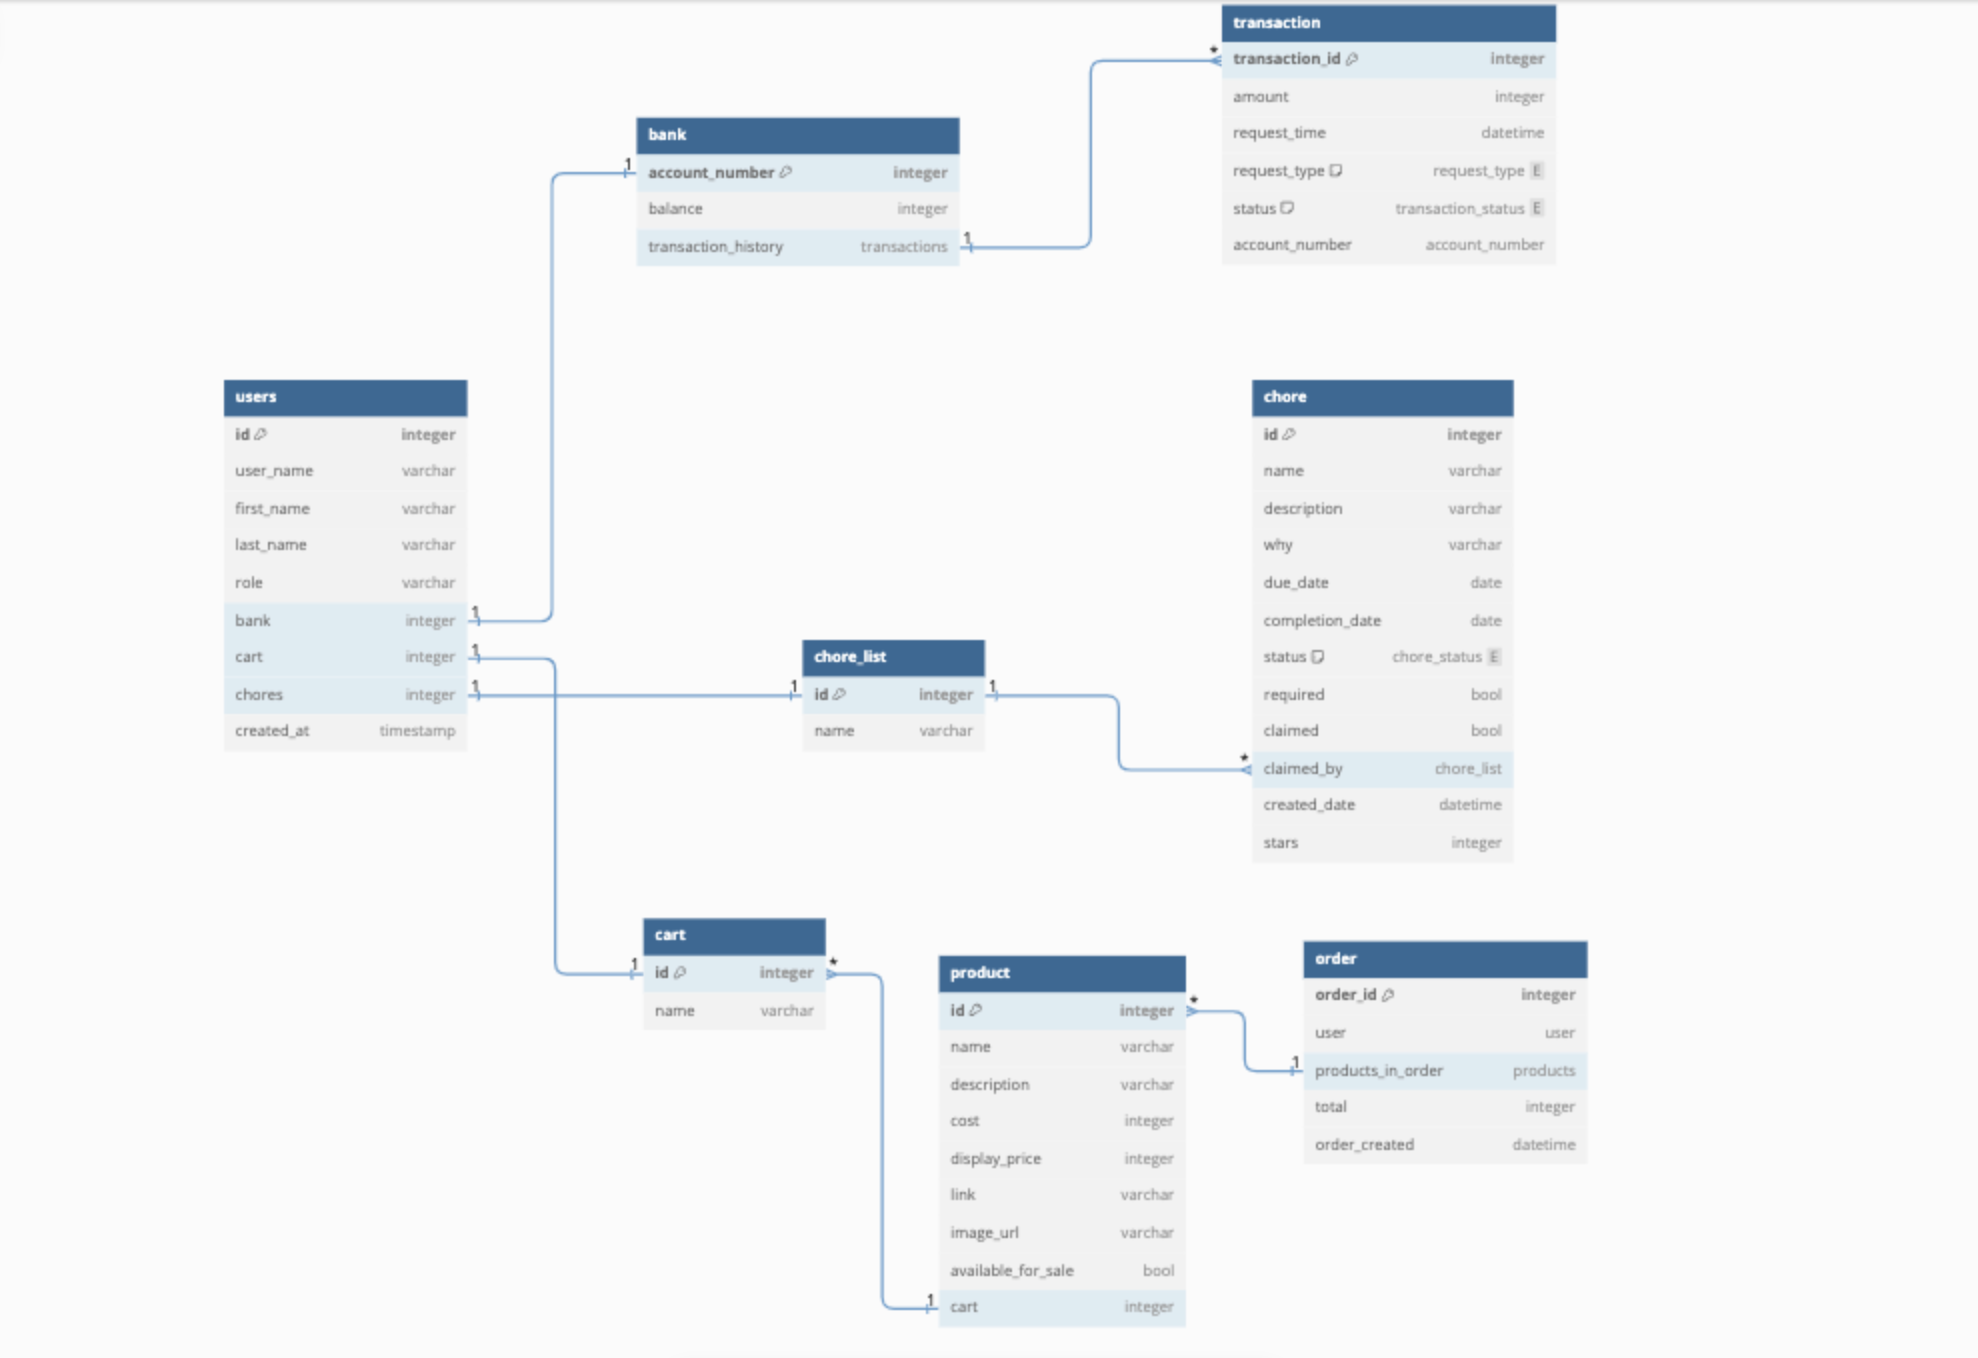 transaction
transaction_id integer
amount integer
request_time datetime
request_type request_type E
status transaction_status E
account_number account_number
*
bank
account_number integer
balance integer
transaction_history transactions
1
1
users
id integer
user_name varchar
first_name varchar
last_name varchar
role varchar
bank integer
cart integer
chores integer
created_at timestamp
1
1
1
chore
id integer
name varchar
description varchar
why varchar
due_date date
completion_date date
status chore_status E
required bool
claimed bool
claimed_by chore_list
created_date datetime
stars integer
*
chore_list
id integer
name varchar
1
1
cart
id integer
name varchar
1
*
product
id integer
name varchar
description varchar
cost integer
display_price integer
link varchar
image_url varchar
available_for_sale bool
cart integer
*
1
order
order_id integer
user user
products_in_order products
total integer
order_created datetime
1